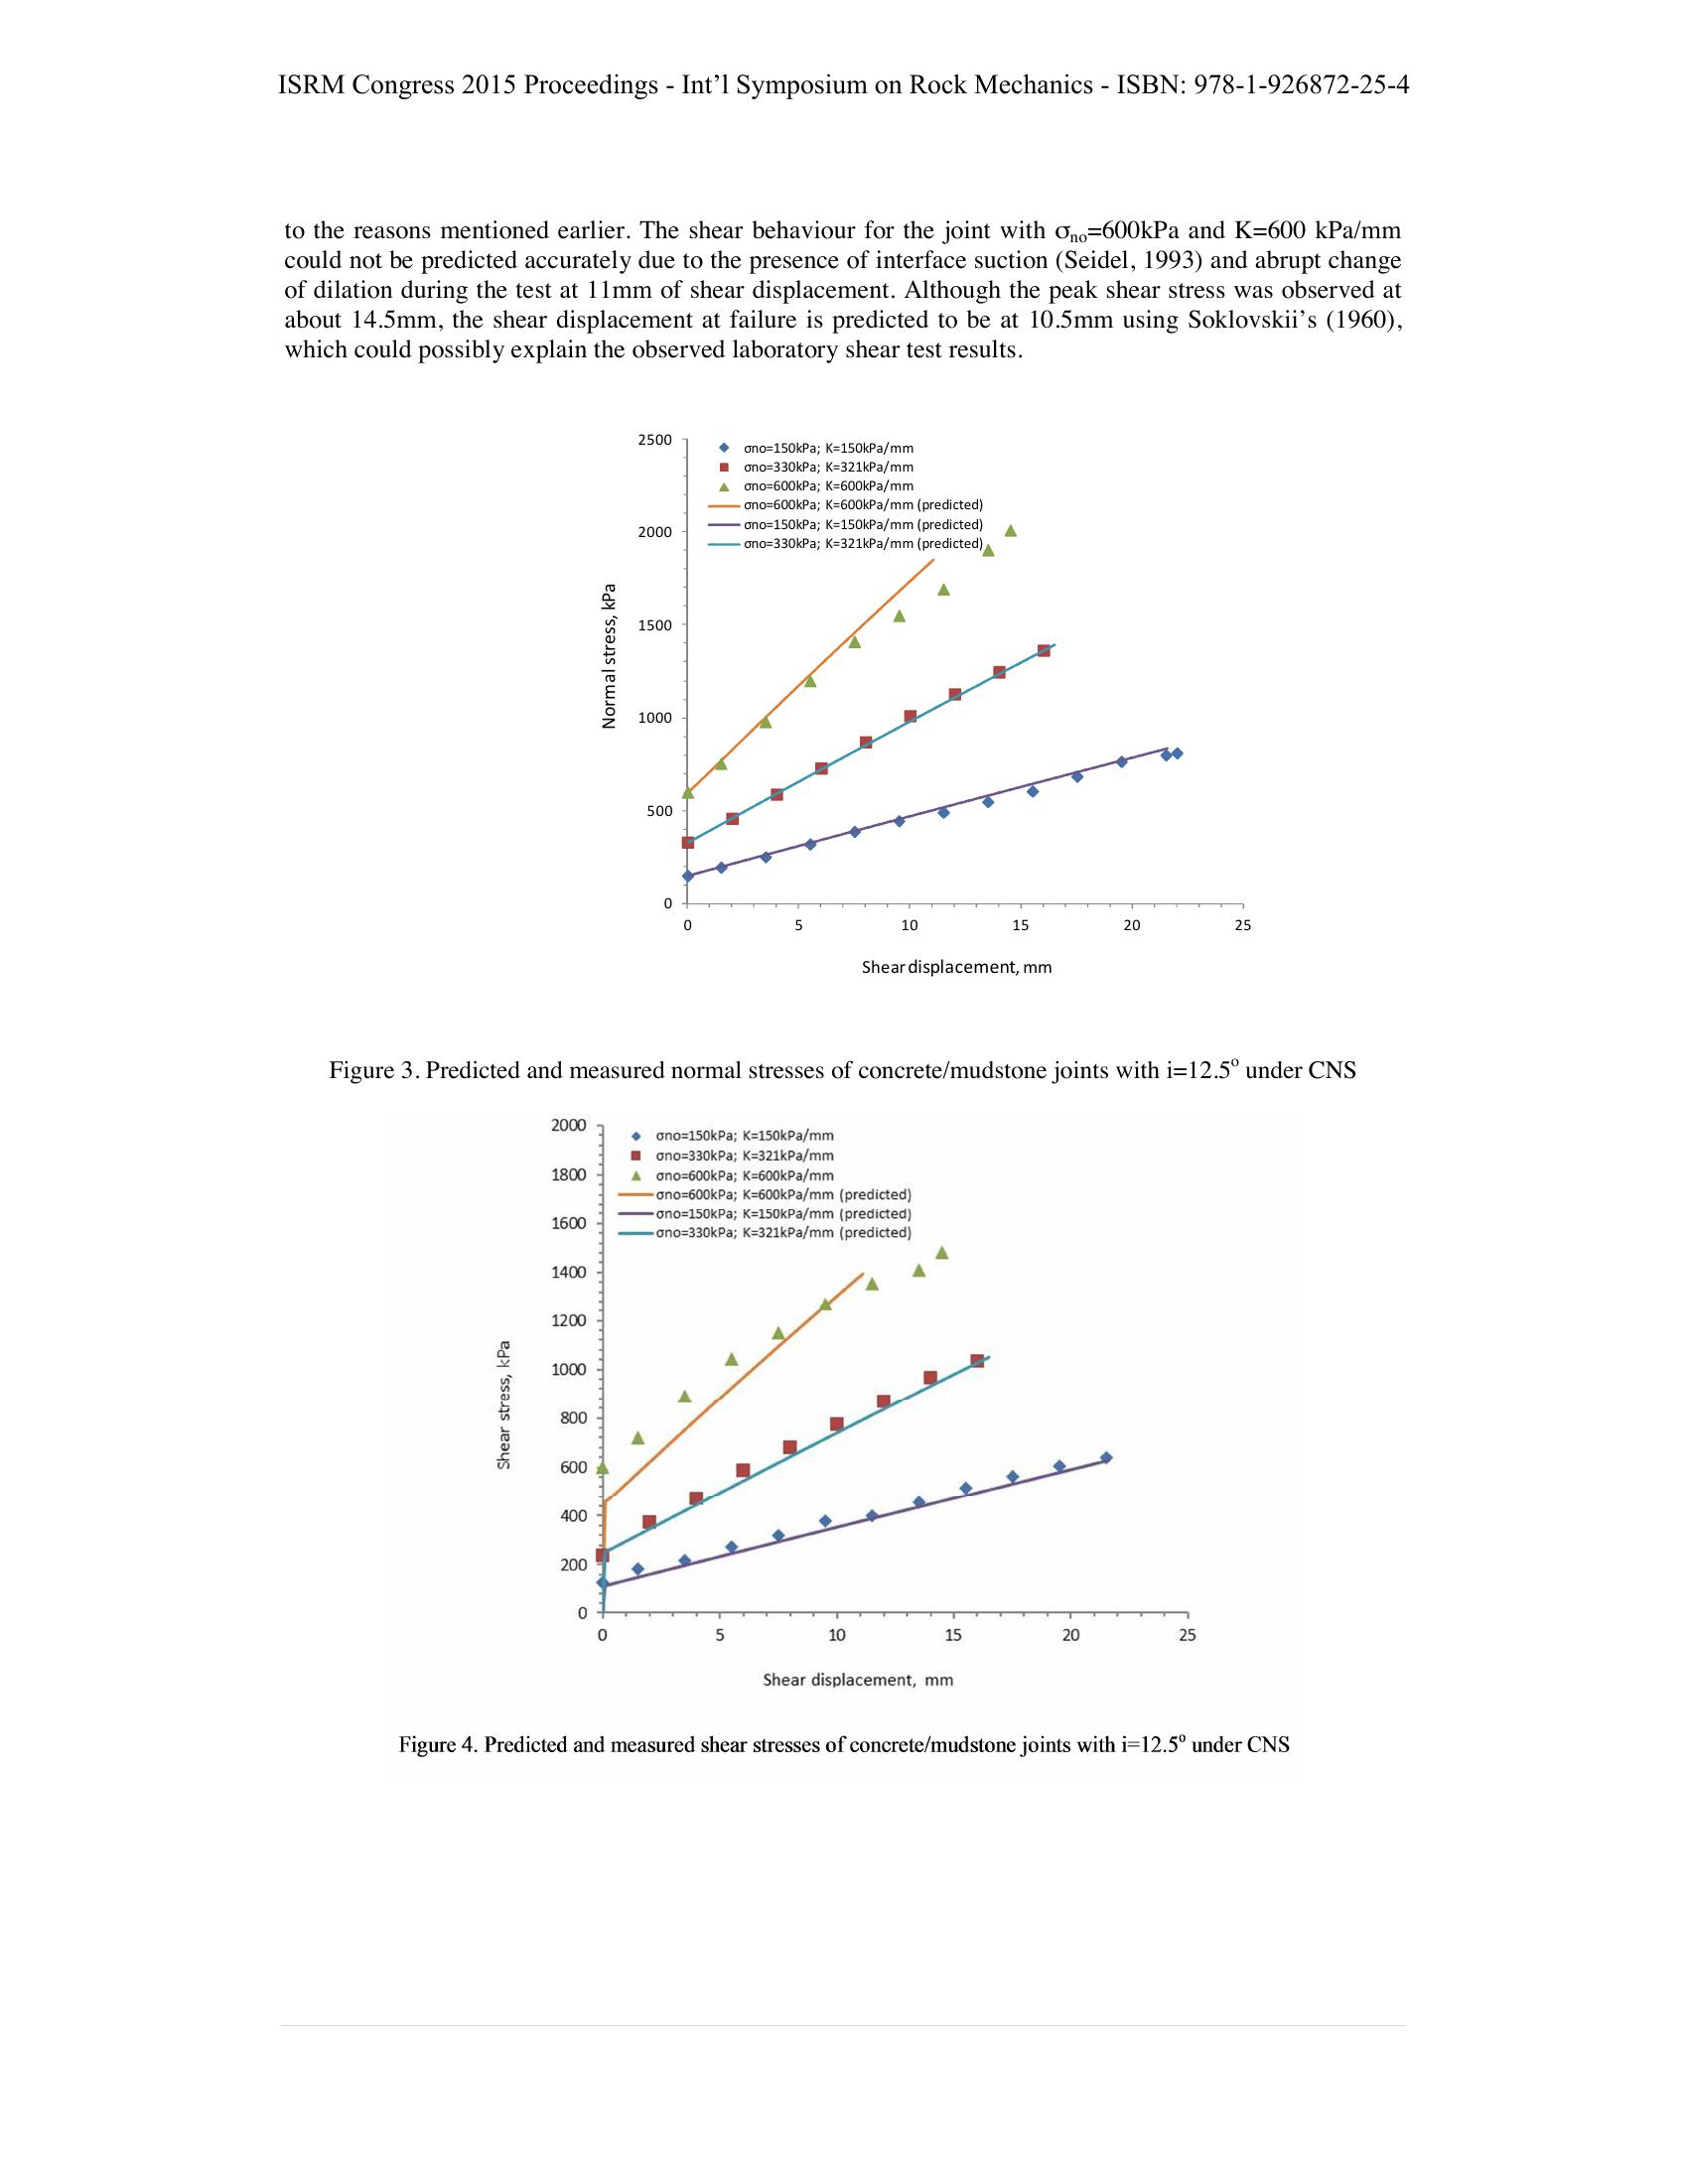 ISRM Congress 2015 Proceedings - Int'l Symposium on Rock Mechanics - ISBN: 978-1-926872-25-4
to the reasons mentioned earlier. The shear behaviour for the joint with σno=600kPa and K=600 kPa/mm
could not be predicted accurately due to the presence of interface suction (Seidel, 1993) and abrupt change
of dilation during the test at 11mm of shear displacement. Although the peak shear stress was observed at
about 14.5mm, the shear displacement at failure is predicted to be at 10.5mm using Soklovskii's (1960),
which could possibly explain the observed laboratory shear test results.
2500
2000
1500
1000
500
0
Normal stress, kPa
σno=150kPa; K=150kPa/mm
σno=330kPa; K=321kPa/mm
σno=600kPa; K=600kPa/mm
σno=600kPa; K=600kPa/mm (predicted)
σno=150kPa; K=150kPa/mm (predicted)
σno=330kPa; K=321kPa/mm (predicted)
0 5 10 15 20 25
Shear displacement, mm
Figure 3. Predicted and measured normal stresses of concrete/mudstone joints with i=12.5º under CNS
2000
1800
1600
1400
1200
1000
800
600
400
200
0
Shear stress, kPa
σno=150kPa; K=150kPa/mm
σno=330kPa; K=321kPa/mm
σno=600kPa; K=600kPa/mm
σno=600kPa; K=600kPa/mm (predicted)
σno=150kPa; K=150kPa/mm (predicted)
σno=330kPa; K=321kPa/mm (predicted)
0 5 10 15 20 25
Shear displacement, mm
Figure 4. Predicted and measured shear stresses of concrete/mudstone joints with i=12.5º under CNS